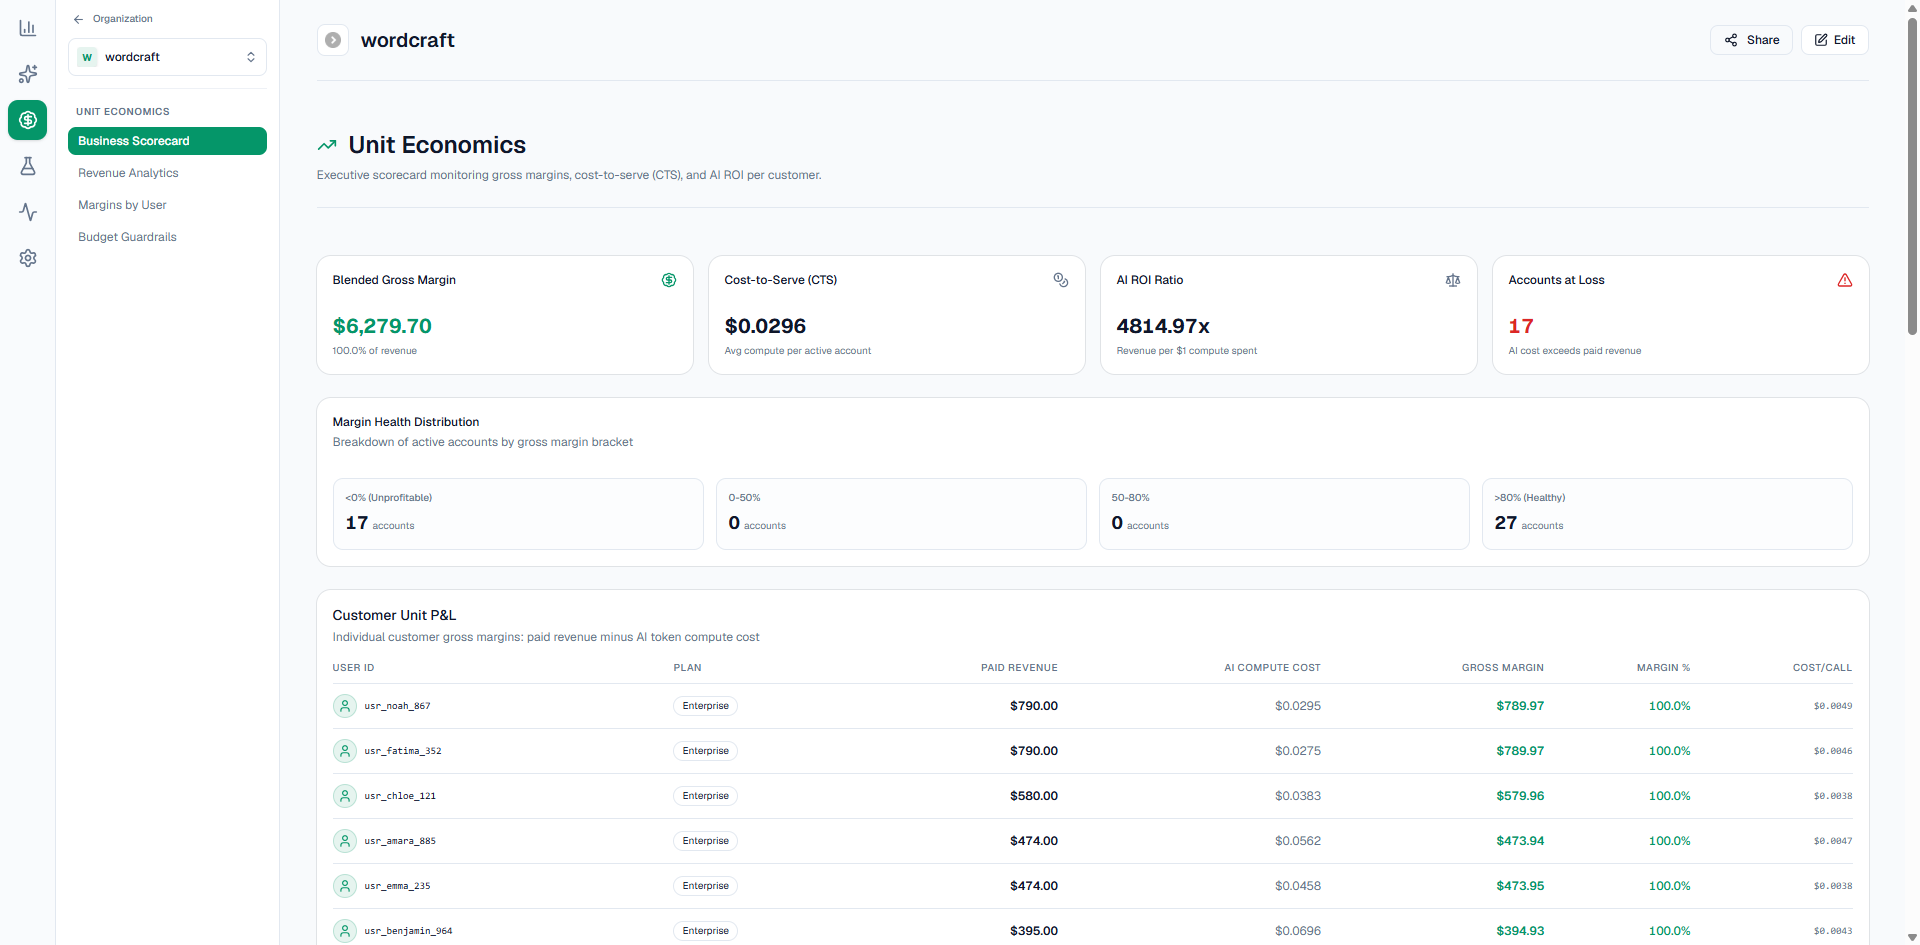 Organization
W wordcraft
UNIT ECONOMICS
Business Scorecard
Revenue Analytics
Margins by User
Budget Guardrails
wordcraft
Share
Edit
Unit Economics
Executive scorecard monitoring gross margins, cost-to-serve (CTS), and AI ROI per customer.
Blended Gross Margin
$6,279.70
100.0% of revenue
Cost-to-Serve (CTS)
$0.0296
Avg compute per active account
AI ROI Ratio
4814.97x
Revenue per $1 compute spent
Accounts at Loss
17
AI cost exceeds paid revenue
Margin Health Distribution
Breakdown of active accounts by gross margin bracket
<0% (Unprofitable)
17 accounts
0-50%
0 accounts
50-80%
0 accounts
>80% (Healthy)
27 accounts
Customer Unit P&L
Individual customer gross margins: paid revenue minus AI token compute cost
USER ID PLAN PAID REVENUE AI COMPUTE COST GROSS MARGIN MARGIN % COST/CALL
usr_noah_867 Enterprise $790.00 $0.0295 $789.97 100.0% $0.0049
usr_fatima_352 Enterprise $790.00 $0.0275 $789.97 100.0% $0.0046
usr_chloe_121 Enterprise $580.00 $0.0383 $579.96 100.0% $0.0038
usr_amara_885 Enterprise $474.00 $0.0562 $473.94 100.0% $0.0047
usr_emma_235 Enterprise $474.00 $0.0458 $473.95 100.0% $0.0038
usr_benjamin_964 Enterprise $395.00 $0.0696 $394.93 100.0% $0.0043